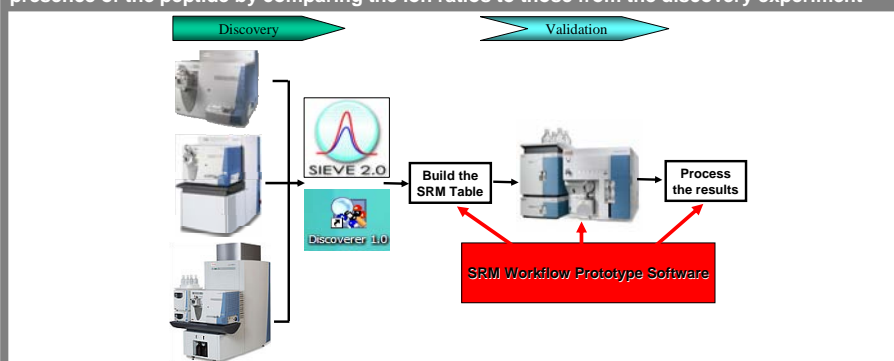 presence of the peptide by comparing the ion ratios to those from the discovery experiment
Discovery
Validation
SIEVE 2.0
Discoverer 1.0
Build the
SRM Table
Process
the results
SRM Workflow Prototype Software